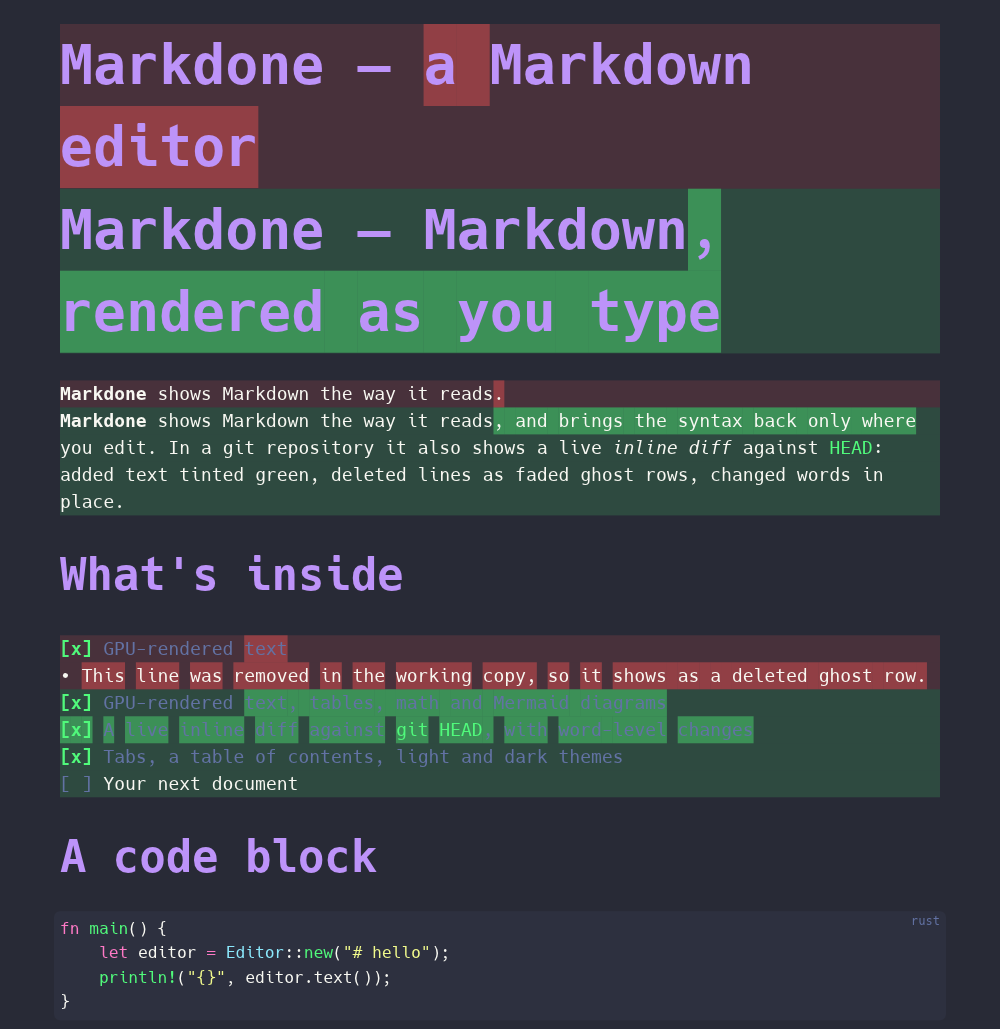 Markdone — a Markdown
editor
Markdone — Markdown,
rendered as you type
Markdone shows Markdown the way it reads.
Markdone shows Markdown the way it reads, and brings the syntax back only where
you edit. In a git repository it also shows a live inline diff against HEAD:
added text tinted green, deleted lines as faded ghost rows, changed words in
place.
What's inside
[x] GPU-rendered text
• This line was removed in the working copy, so it shows as a deleted ghost row.
[x] GPU-rendered text, tables, math and Mermaid diagrams
[x] A live inline diff against git HEAD with word-level changes
[x] Tabs, a table of contents, light and dark themes
[ ] Your next document
A code block
rust
fn main() {
    let editor = Editor::new("# hello");
    println!("{}", editor.text());
}